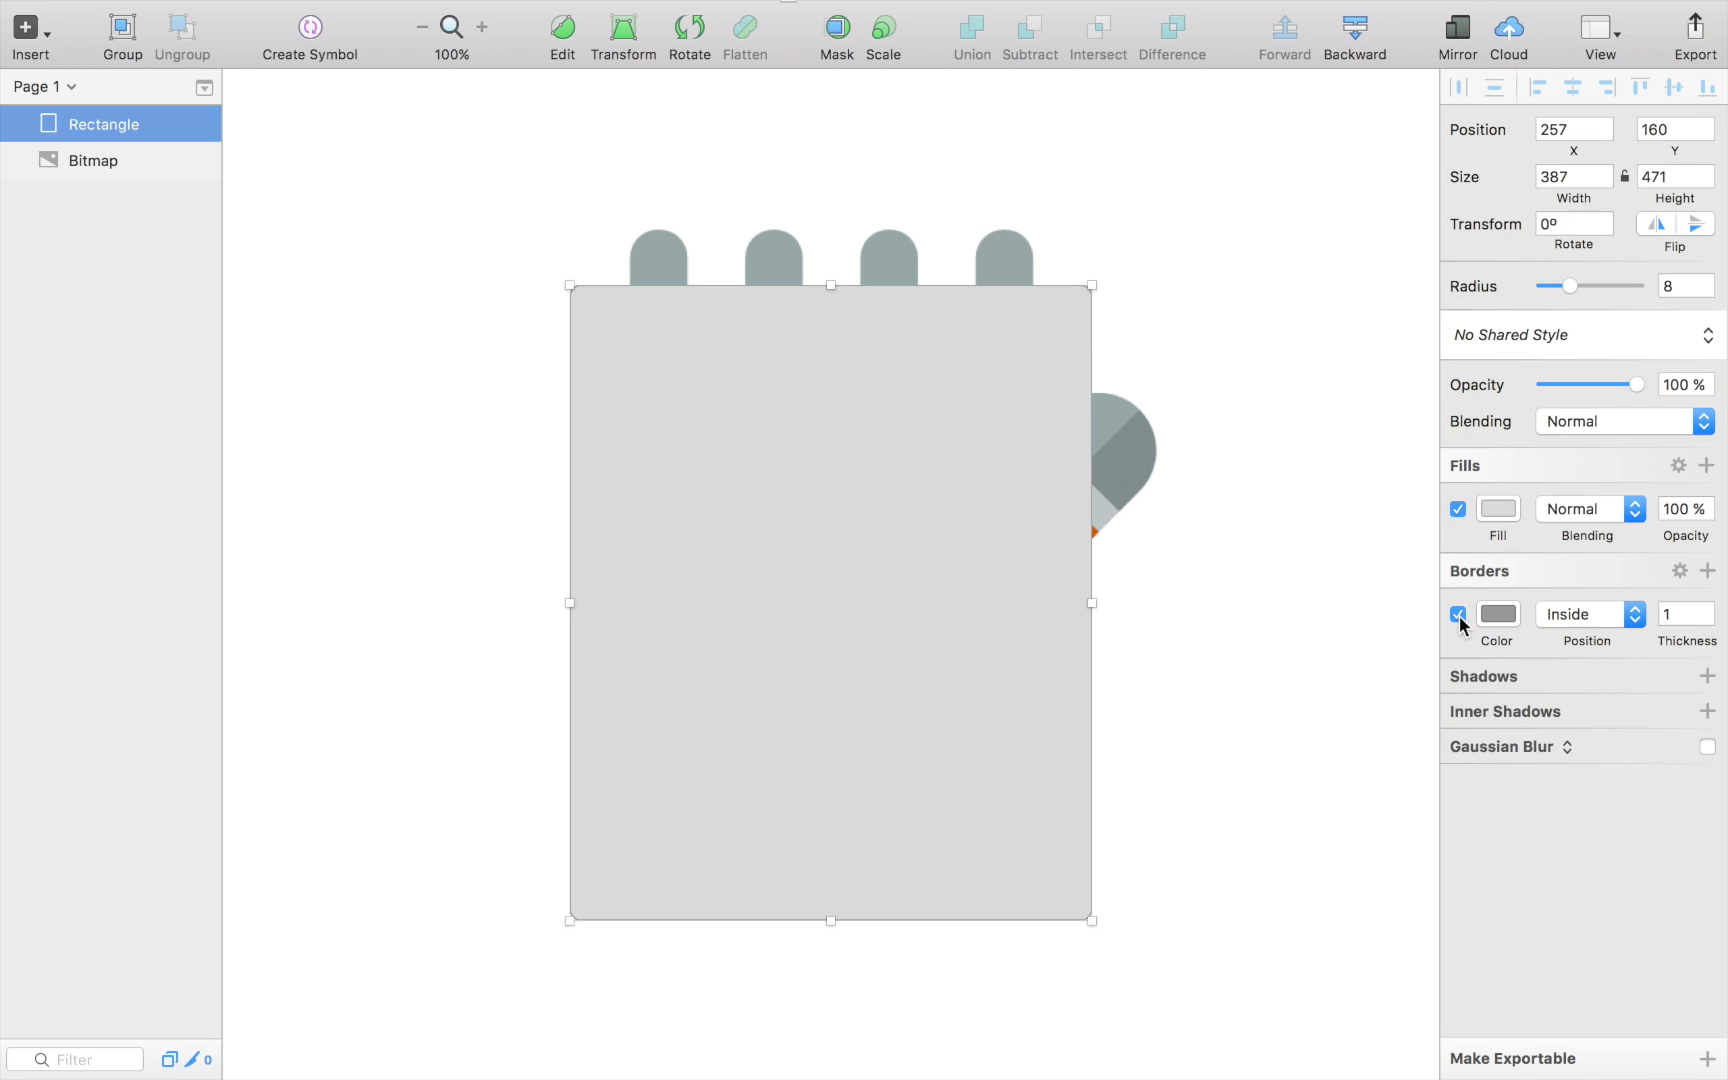 Insert Group Ungroup Create Symbol 100% Edit Transform Rotate Flatten Mask Scale Union Subtract Intersect Difference Forward Backward Mirror Cloud View Export
Page 1
Rectangle
Bitmap
Filter 0
Position 257 160
X Y
Size 387 471
Width Height
Transform 0º
Rotate Flip
Radius 8
No Shared Style
Opacity 100 %
Blending Normal
Fills
Normal 100 %
Fill Blending Opacity
Borders
Inside 1
Color Position Thickness
Shadows
Inner Shadows
Gaussian Blur
Make Exportable